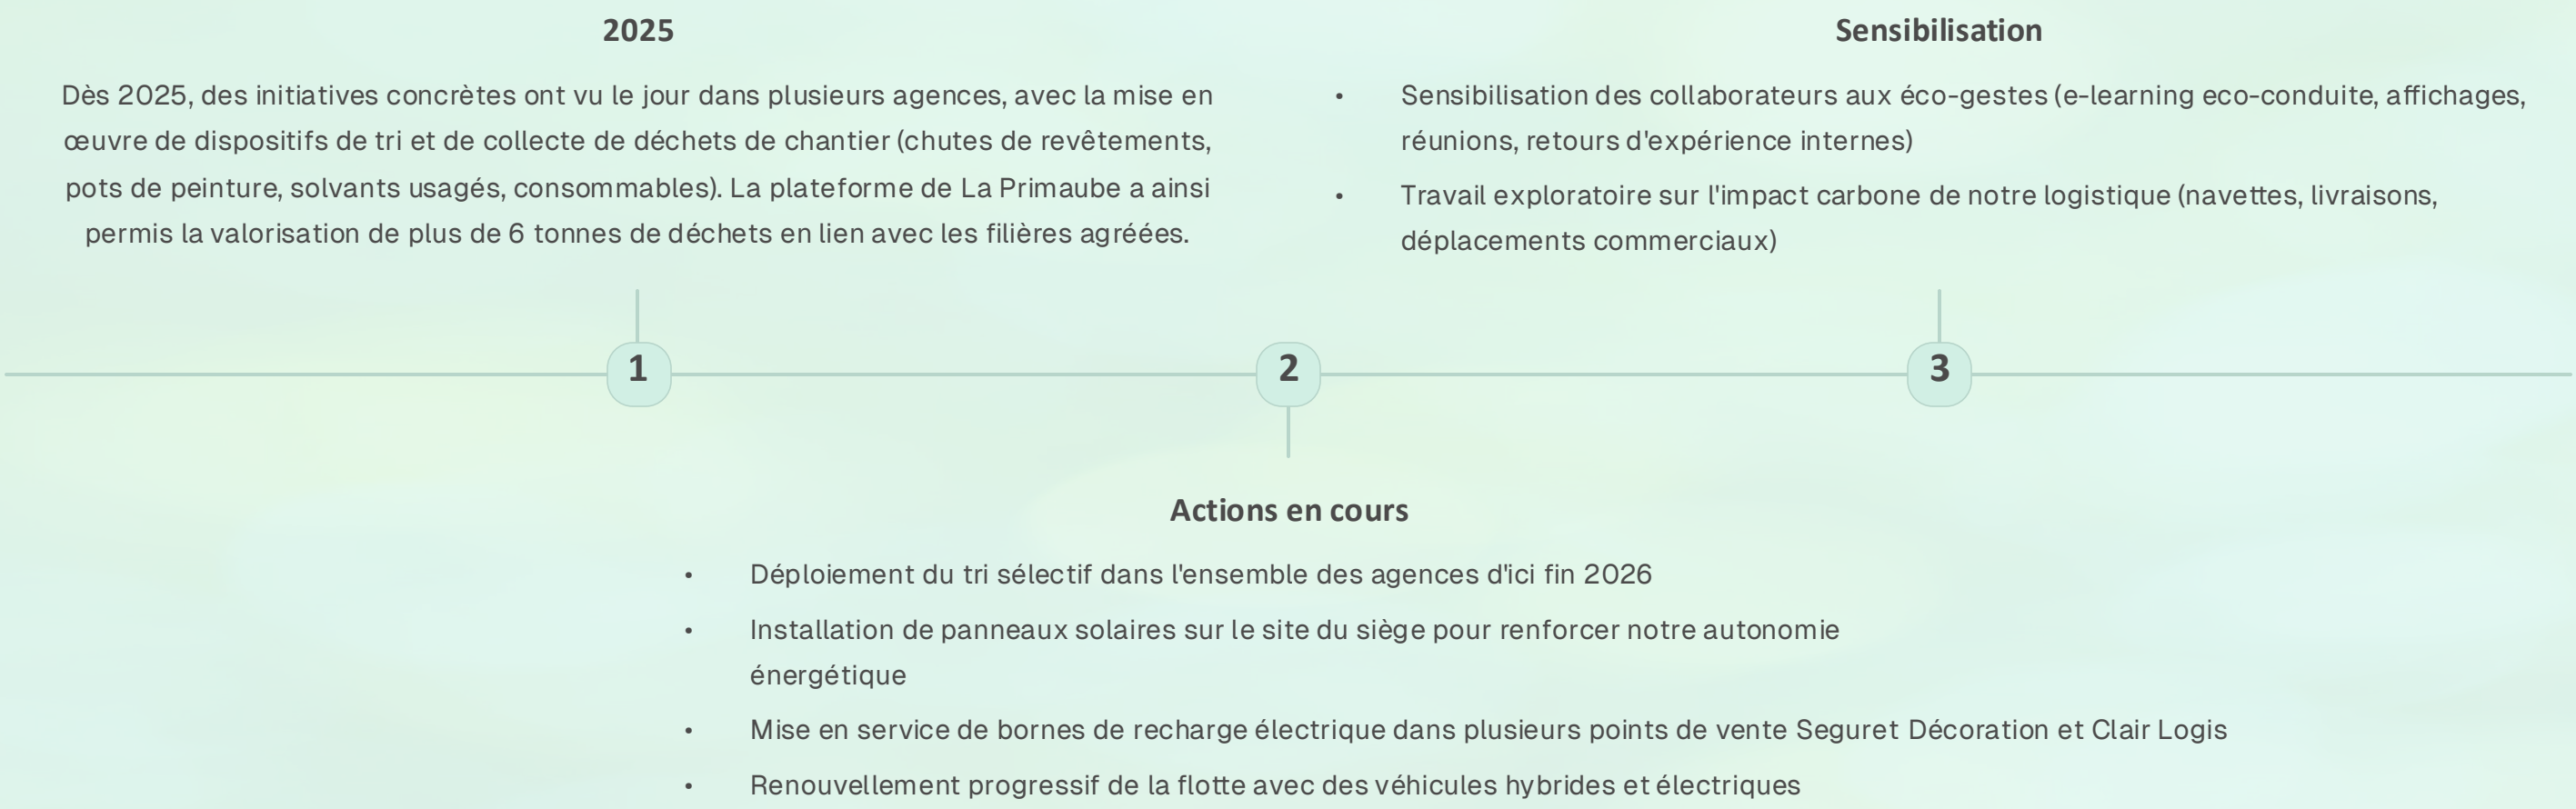 2025
Dès 2025, des initiatives concrètes ont vu le jour dans plusieurs agences, avec la mise en
œuvre de dispositifs de tri et de collecte de déchets de chantier (chutes de revêtements,
pots de peinture, solvants usagés, consommables). La plateforme de La Primaube a ainsi
permis la valorisation de plus de 6 tonnes de déchets en lien avec les filières agréées.
Sensibilisation
• Sensibilisation des collaborateurs aux éco-gestes (e-learning eco-conduite, affichages,
réunions, retours d'expérience internes)
• Travail exploratoire sur l'impact carbone de notre logistique (navettes, livraisons,
déplacements commerciaux)
1
2
3
Actions en cours
• Déploiement du tri sélectif dans l'ensemble des agences d'ici fin 2026
• Installation de panneaux solaires sur le site du siège pour renforcer notre autonomie
énergétique
• Mise en service de bornes de recharge électrique dans plusieurs points de vente Seguret Décoration et Clair Logis
• Renouvellement progressif de la flotte avec des véhicules hybrides et électriques